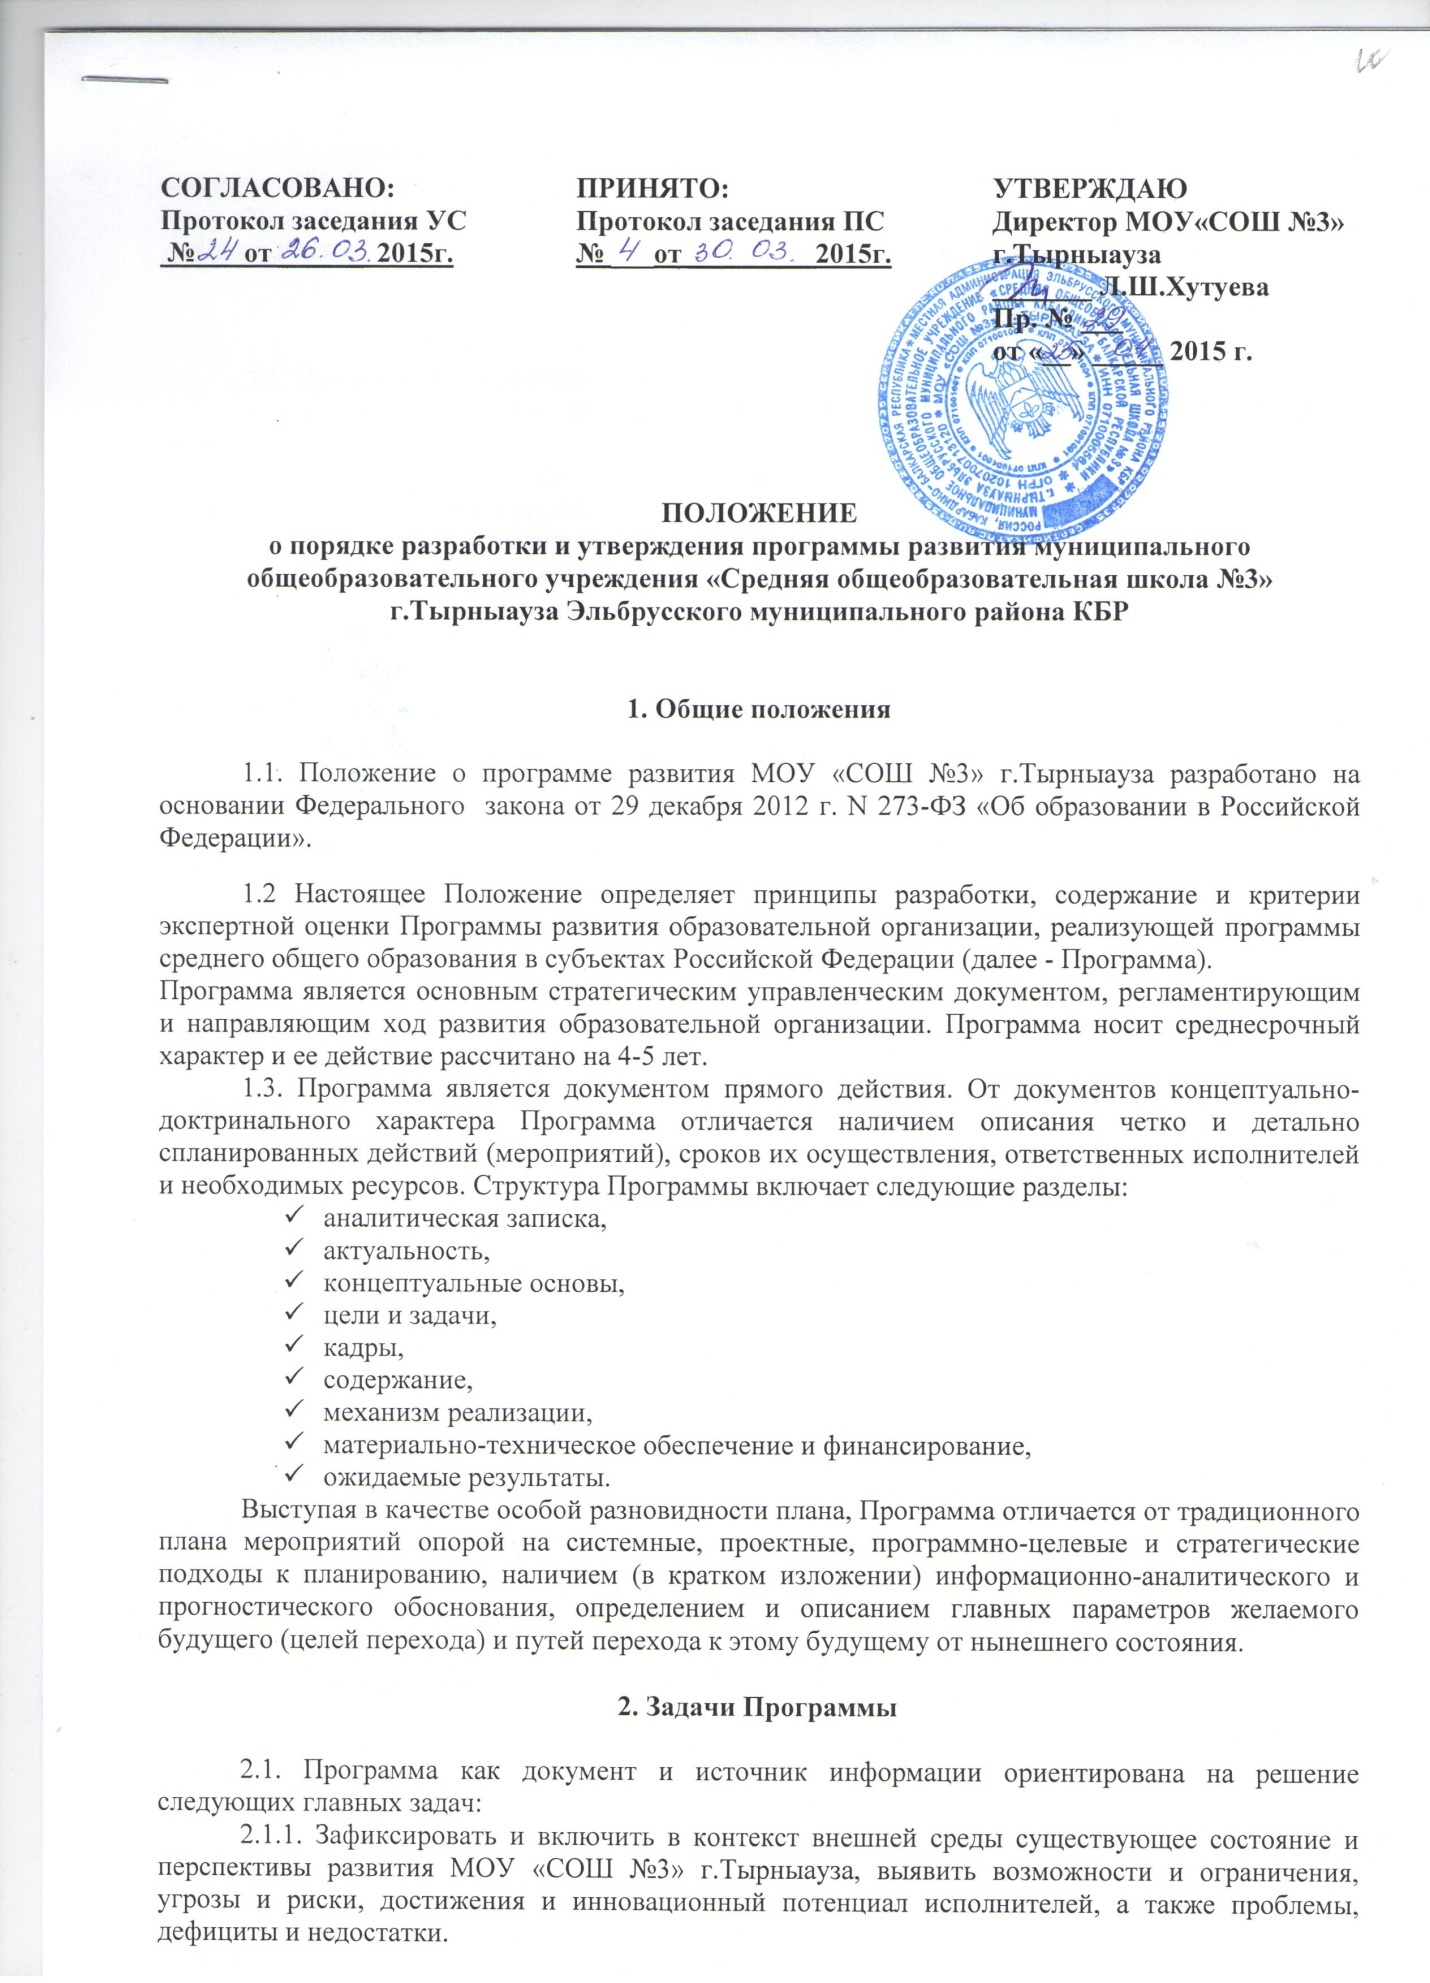 СОГЛАСОВАНО:
Протокол заседания УС
№24 от 26.03.2015г.
ПРИНЯТО:
Протокол заседания ПС
№ 4 от 30. 03. 2015г.
УТВЕРЖДАЮ
Директор МОУ«СОШ №3»
г.Тырныауза
Л.Ш.Хутуева
Пр. №
от «25» 2015 г.
ПОЛОЖЕНИЕ
о порядке разработки и утверждения программы развития муниципального
общеобразовательного учреждения «Средняя общеобразовательная школа №3»
г.Тырныауза Эльбрусского муниципального района КБР
1. Общие положения
1.1. Положение о программе развития МОУ «СОШ №3» г.Тырныауза разработано на
основании Федерального закона от 29 декабря 2012 г. N 273-ФЗ «Об образовании в Российской
Федерации».
1.2 Настоящее Положение определяет принципы разработки, содержание и критерии
экспертной оценки Программы развития образовательной организации, реализующей программы
среднего общего образования в субъектах Российской Федерации (далее - Программа).
Программа является основным стратегическим управленческим документом, регламентирующим
и направляющим ход развития образовательной организации. Программа носит среднесрочный
характер и ее действие рассчитано на 4-5 лет.
1.3. Программа является документом прямого действия. От документов концептуально-
доктринального характера Программа отличается наличием описания четко и детально
спланированных действий (мероприятий), сроков их осуществления, ответственных исполнителей
и необходимых ресурсов. Структура Программы включает следующие разделы:
✓ аналитическая записка,
✓ актуальность,
✓ концептуальные основы,
✓ цели и задачи,
✓ кадры,
✓ содержание,
✓ механизм реализации,
✓ материально-техническое обеспечение и финансирование,
✓ ожидаемые результаты.
Выступая в качестве особой разновидности плана, Программа отличается от традиционного
плана мероприятий опорой на системные, проектные, программно-целевые и стратегические
подходы к планированию, наличием (в кратком изложении) информационно-аналитического и
прогностического обоснования, определением и описанием главных параметров желаемого
будущего (целей перехода) и путей перехода к этому будущему от нынешнего состояния.
2. Задачи Программы
2.1. Программа как документ и источник информации ориентирована на решение
следующих главных задач:
2.1.1. Зафиксировать и включить в контекст внешней среды существующее состояние и
перспективы развития МОУ «СОШ №3» г.Тырныауза, выявить возможности и ограничения,
угрозы и риски, достижения и инновационный потенциал исполнителей, а также проблемы,
дефициты и недостатки.